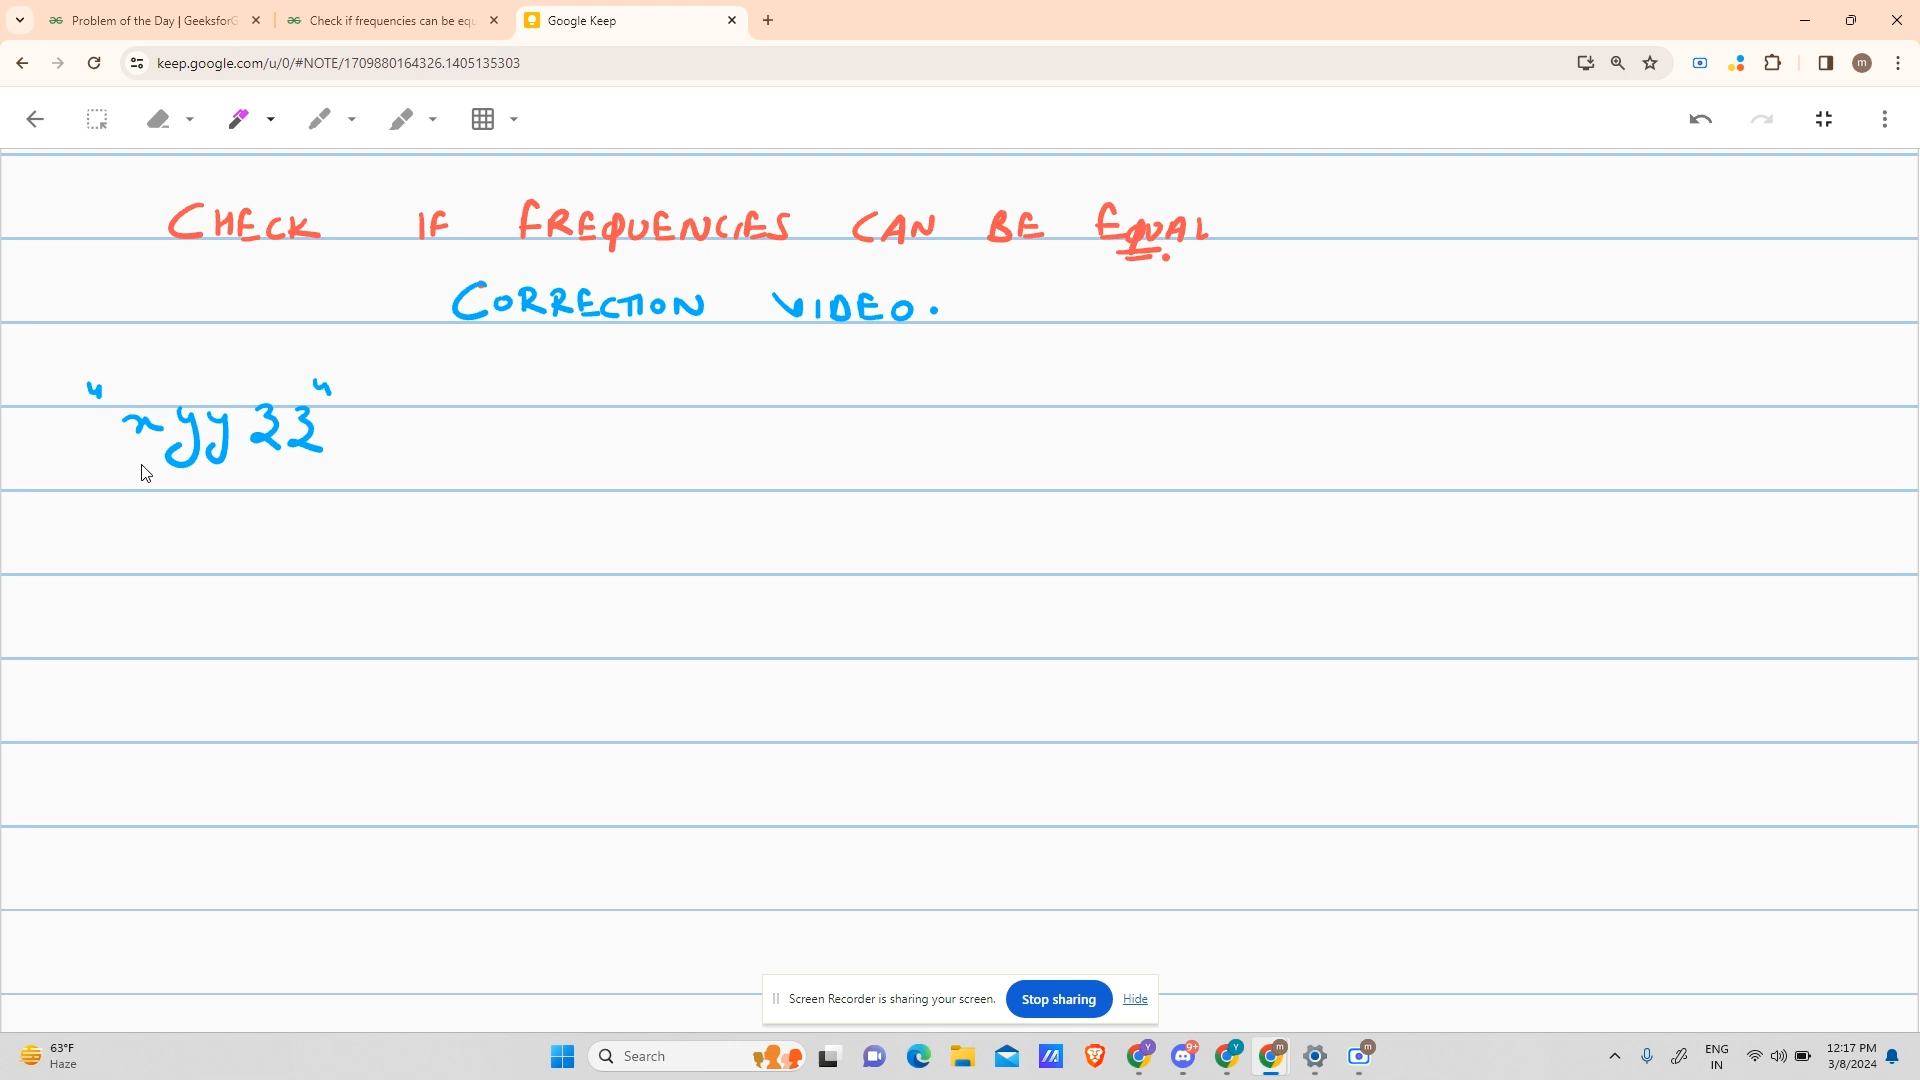 Problem of the Day | GeeksforG
Check if frequencies can be equ
Google Keep
keep.google.com/u/0/#NOTE/1709880164326.1405135303
m
CHECK IF FREQUENCIES CAN BE EQUAL.
CORRECTION VIDEO.
"xyyzz"
Screen Recorder is sharing your screen. Stop sharing Hide
63°F
Haze
Search
Y
9+
Y
m
m
ENG
IN
12:17 PM
3/8/2024